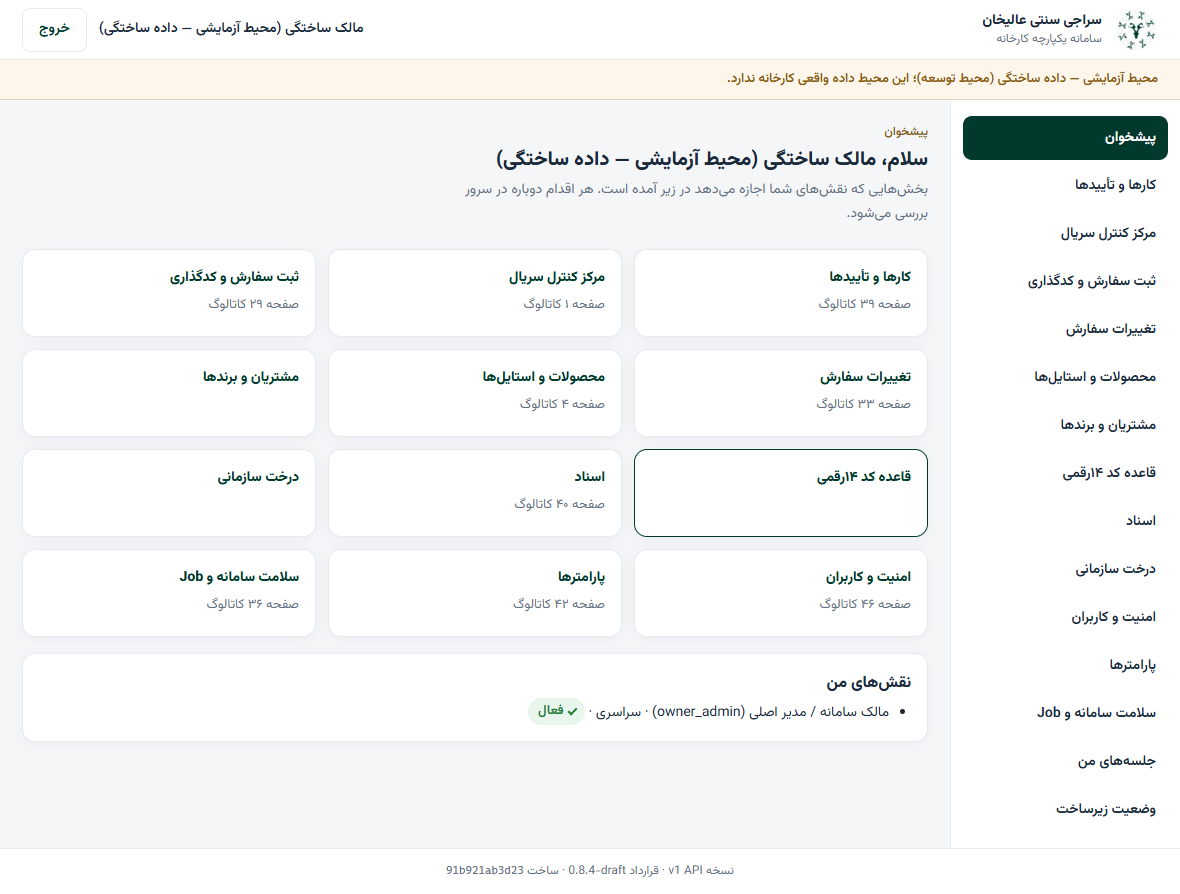 سراجی سنتی عالیخان
سامانه یکپارچه کارخانه
مالک ساختگی (محیط آزمایشی — داده ساختگی)
خروج
محیط آزمایشی — داده ساختگی (محیط توسعه)؛ این محیط داده واقعی کارخانه ندارد.
پیشخوان
کارها و تأییدها
مرکز کنترل سریال
ثبت سفارش و کدگذاری
تغییرات سفارش
محصولات و استایل‌ها
مشتریان و برندها
قاعده کد ۱۴رقمی
اسناد
درخت سازمانی
امنیت و کاربران
پارامترها
سلامت سامانه و Job
جلسه‌های من
وضعیت زیرساخت
پیشخوان
سلام، مالک ساختگی (محیط آزمایشی — داده ساختگی)
بخش‌هایی که نقش‌های شما اجازه می‌دهد در زیر آمده است. هر اقدام دوباره در سرور
بررسی می‌شود.
کارها و تأییدها
صفحه ۳۹ کاتالوگ
مرکز کنترل سریال
صفحه ۱ کاتالوگ
ثبت سفارش و کدگذاری
صفحه ۲۹ کاتالوگ
تغییرات سفارش
صفحه ۳۳ کاتالوگ
محصولات و استایل‌ها
صفحه ۴ کاتالوگ
مشتریان و برندها
قاعده کد ۱۴رقمی
اسناد
صفحه ۴۰ کاتالوگ
درخت سازمانی
امنیت و کاربران
صفحه ۴۶ کاتالوگ
پارامترها
صفحه ۴۲ کاتالوگ
سلامت سامانه و Job
صفحه ۳۶ کاتالوگ
نقش‌های من
• مالک سامانه / مدیر اصلی (owner_admin) · سراسری · ✓ فعال
نسخه API v1 · قرارداد 0.8.4-draft · ساخت 91b921ab3d23